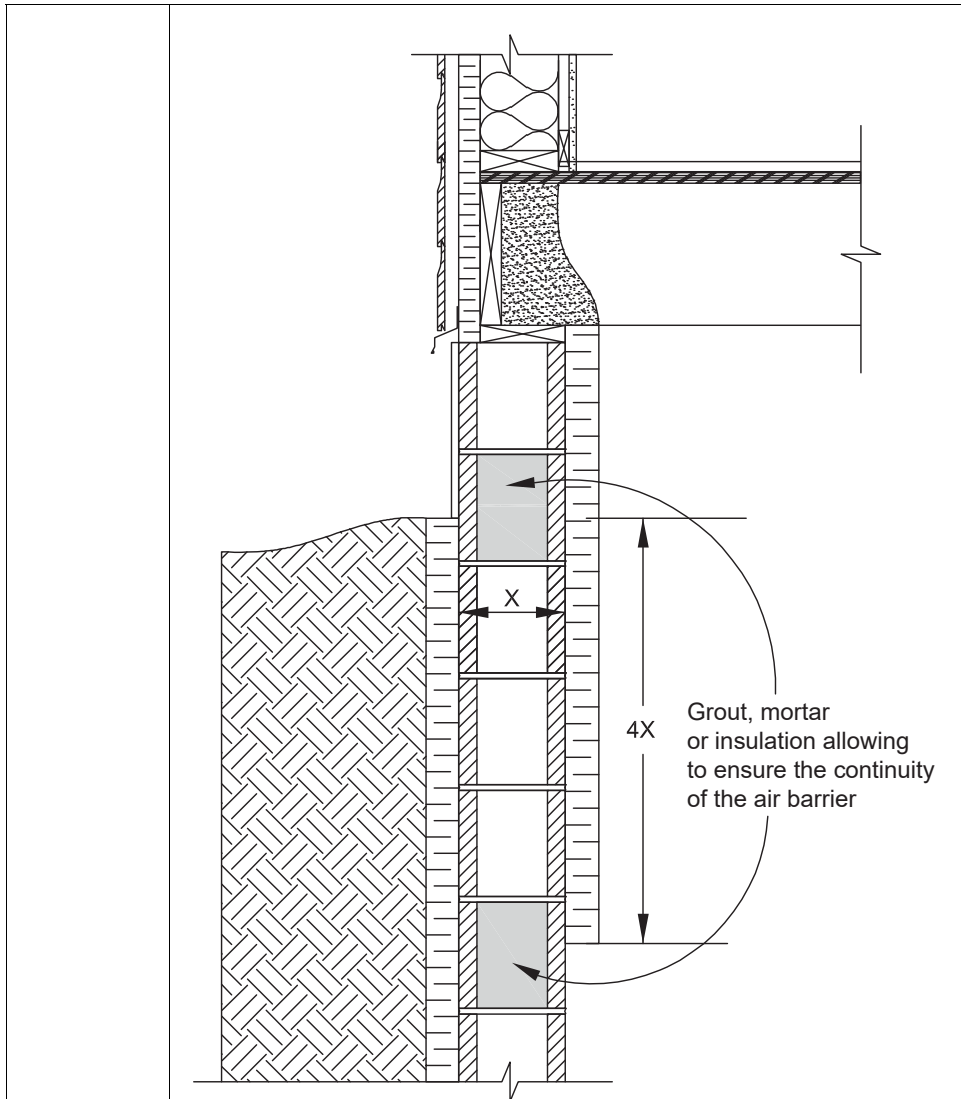 X
4X
Grout, mortar
or insulation allowing
to ensure the continuity
of the air barrier